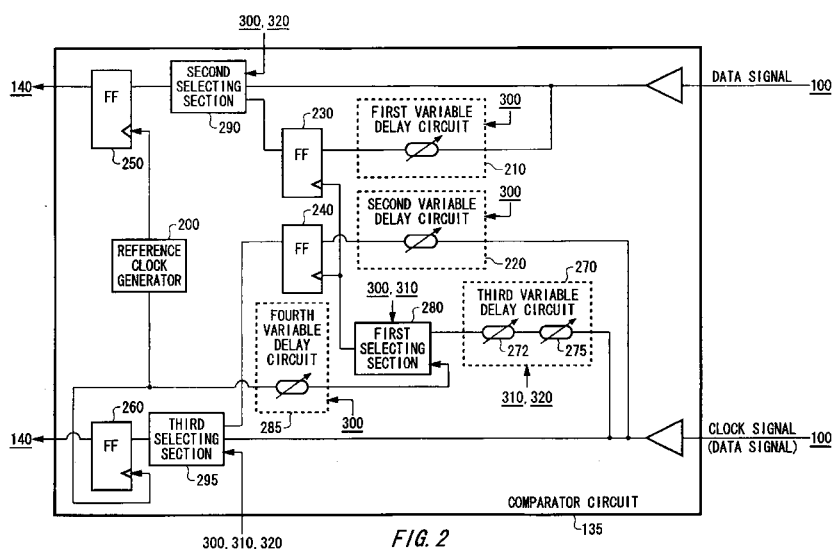 300, 320
140
FF
250
SECOND
SELECTING
SECTION
290
DATA SIGNAL
100
230
FF
FIRST VARIABLE
DELAY CIRCUIT
300
210
240
FF
SECOND VARIABLE
DELAY CIRCUIT
300
220
200
REFERENCE
CLOCK
GENERATOR
270
THIRD VARIABLE
DELAY CIRCUIT
272
275
310, 320
300, 310
280
FIRST
SELECTING
SECTION
FOURTH
VARIABLE
DELAY
CIRCUIT
285
300
260
140
FF
THIRD
SELECTING
SECTION
295
CLOCK SIGNAL
(DATA SIGNAL)
100
COMPARATOR CIRCUIT
135
300, 310, 320
FIG. 2